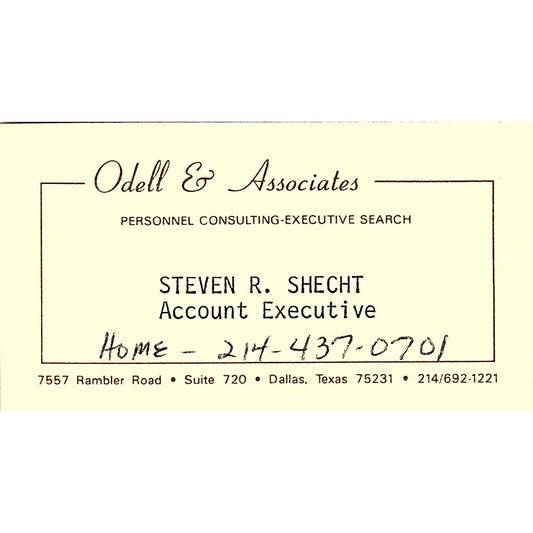 Odell & Associates
PERSONNEL CONSULTING-EXECUTIVE SEARCH
STEVEN R. SHECHT
Account Executive
HOME - 214-437-0701
7557 Rambler Road • Suite 720 • Dallas, Texas 75231 • 214/692-1221